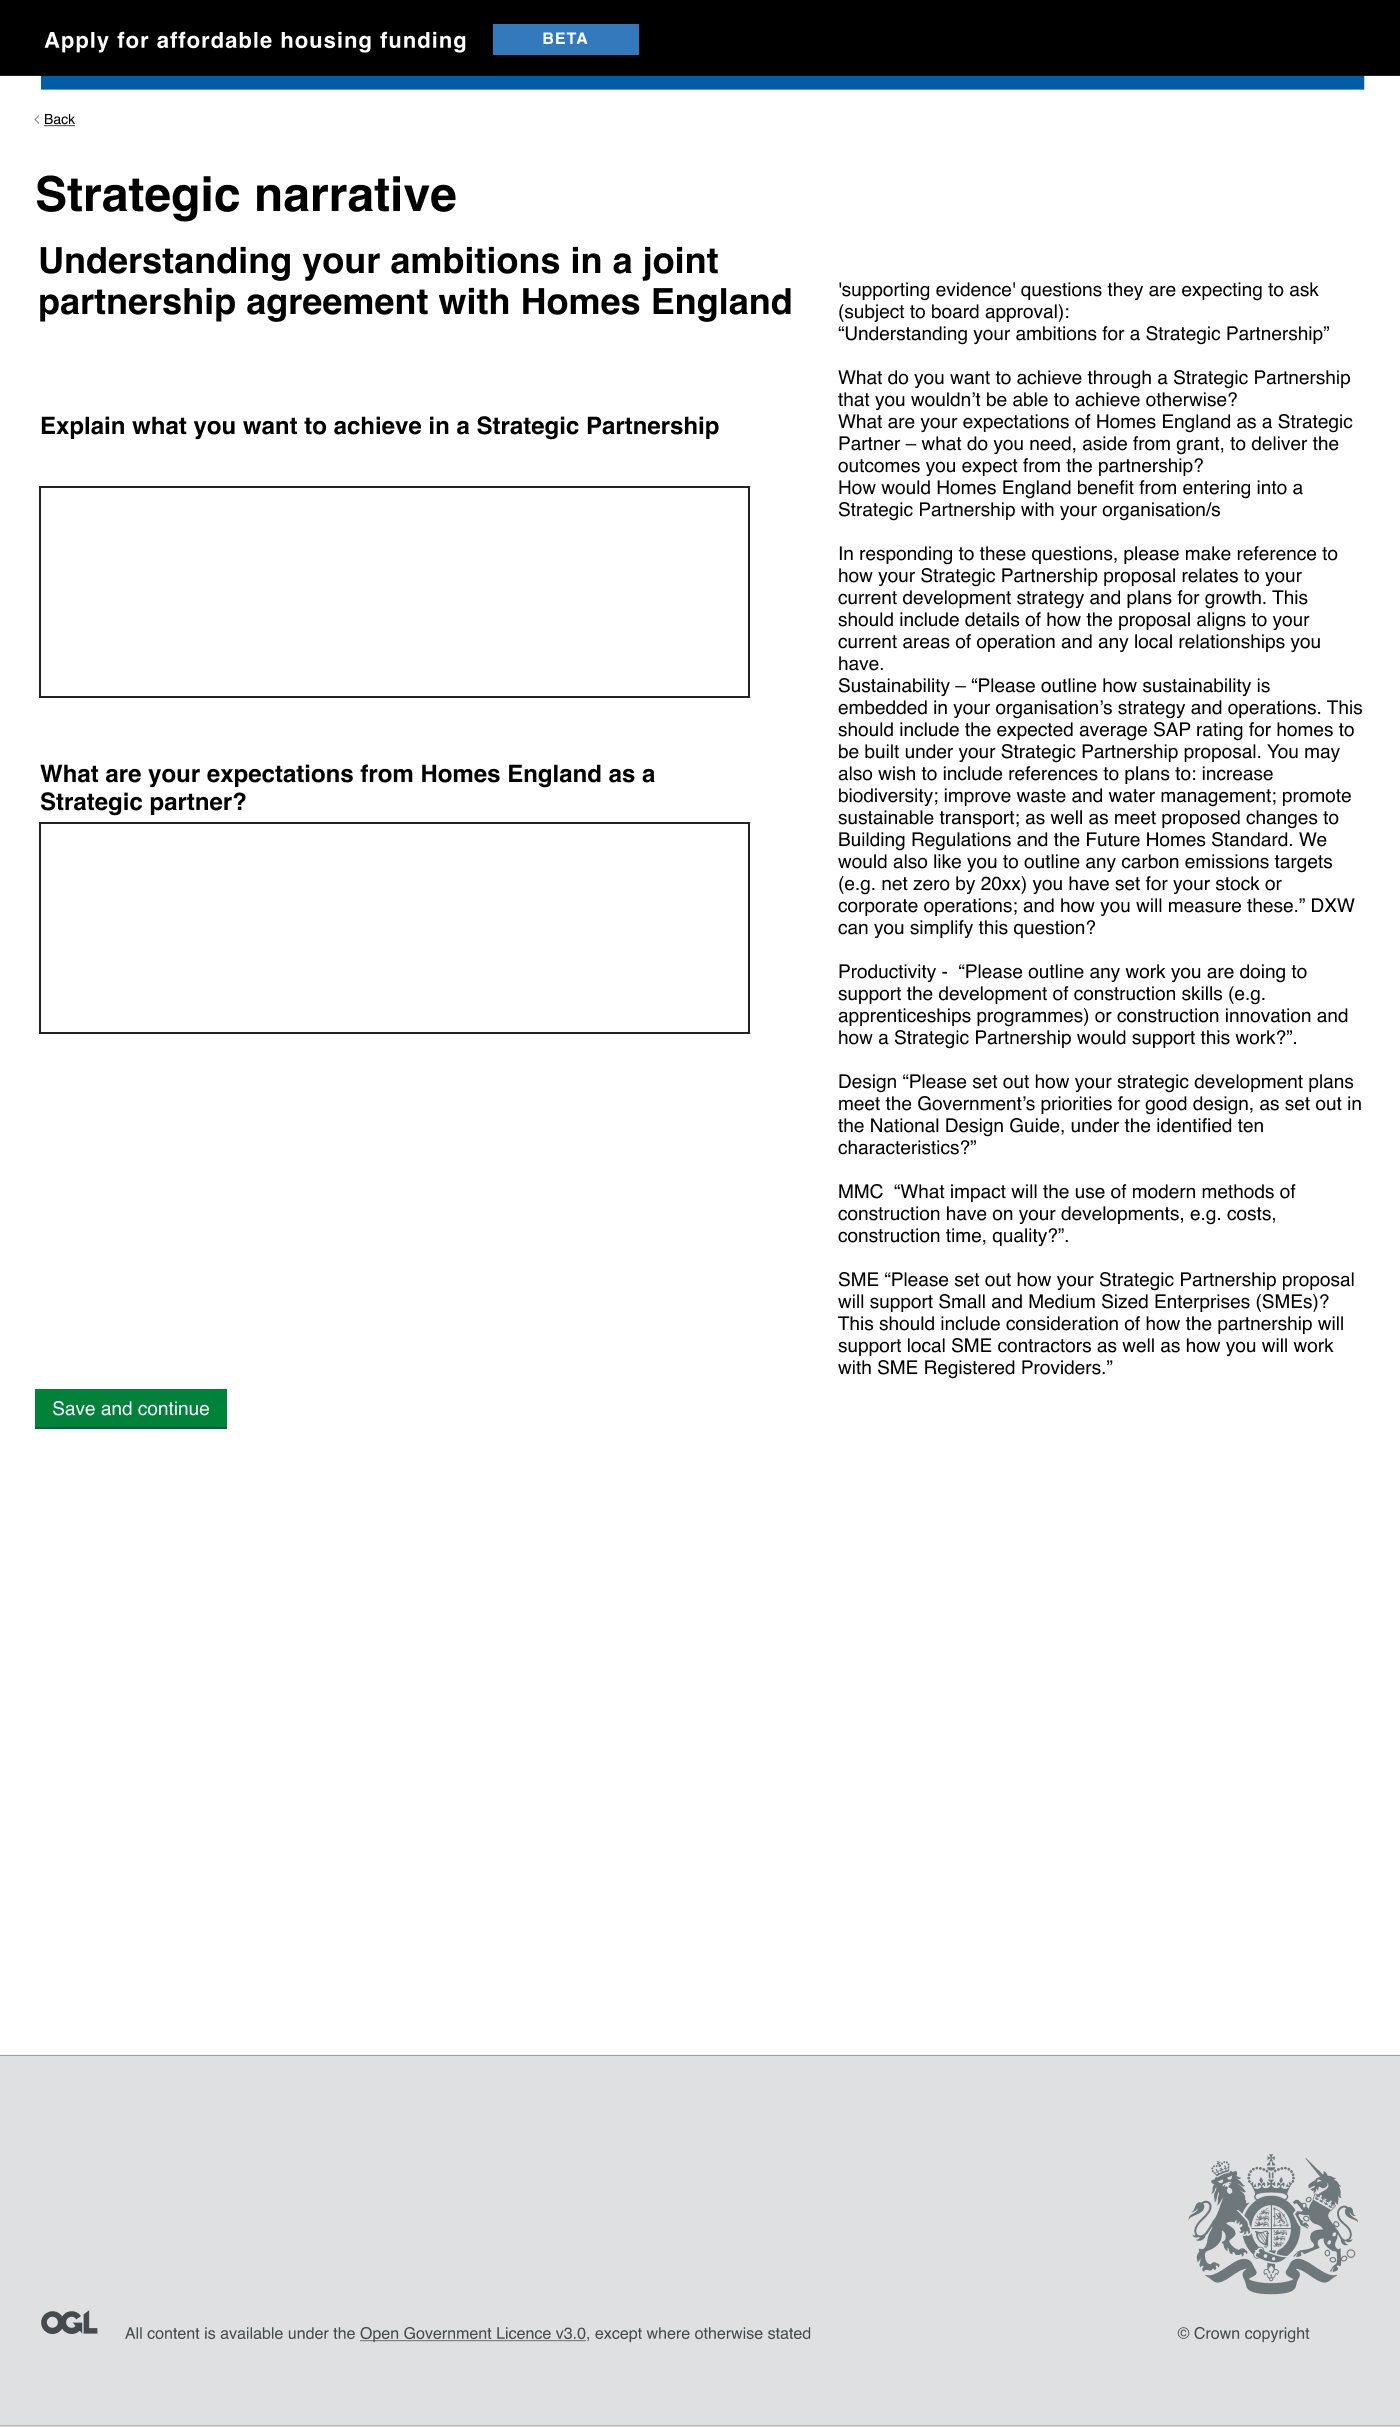 Apply for affordable housing funding
BETA
Back
Strategic narrative
Understanding your ambitions in a joint
partnership agreement with Homes England
Explain what you want to achieve in a Strategic Partnership
What are your expectations from Homes England as a
Strategic partner?
Save and continue
'supporting evidence' questions they are expecting to ask
(subject to board approval):
“Understanding your ambitions for a Strategic Partnership”
What do you want to achieve through a Strategic Partnership
that you wouldn’t be able to achieve otherwise?
What are your expectations of Homes England as a Strategic
Partner – what do you need, aside from grant, to deliver the
outcomes you expect from the partnership?
How would Homes England benefit from entering into a
Strategic Partnership with your organisation/s
In responding to these questions, please make reference to
how your Strategic Partnership proposal relates to your
current development strategy and plans for growth. This
should include details of how the proposal aligns to your
current areas of operation and any local relationships you
have.
Sustainability – “Please outline how sustainability is
embedded in your organisation’s strategy and operations. This
should include the expected average SAP rating for homes to
be built under your Strategic Partnership proposal. You may
also wish to include references to plans to: increase
biodiversity; improve waste and water management; promote
sustainable transport; as well as meet proposed changes to
Building Regulations and the Future Homes Standard. We
would also like you to outline any carbon emissions targets
(e.g. net zero by 20xx) you have set for your stock or
corporate operations; and how you will measure these.” DXW
can you simplify this question?
Productivity -  “Please outline any work you are doing to
support the development of construction skills (e.g.
apprenticeships programmes) or construction innovation and
how a Strategic Partnership would support this work?”.
Design “Please set out how your strategic development plans
meet the Government’s priorities for good design, as set out in
the National Design Guide, under the identified ten
characteristics?”
MMC  “What impact will the use of modern methods of
construction have on your developments, e.g. costs,
construction time, quality?”.
SME “Please set out how your Strategic Partnership proposal
will support Small and Medium Sized Enterprises (SMEs)?
This should include consideration of how the partnership will
support local SME contractors as well as how you will work
with SME Registered Providers.”
OGL
All content is available under the Open Government Licence v3.0, except where otherwise stated
© Crown copyright